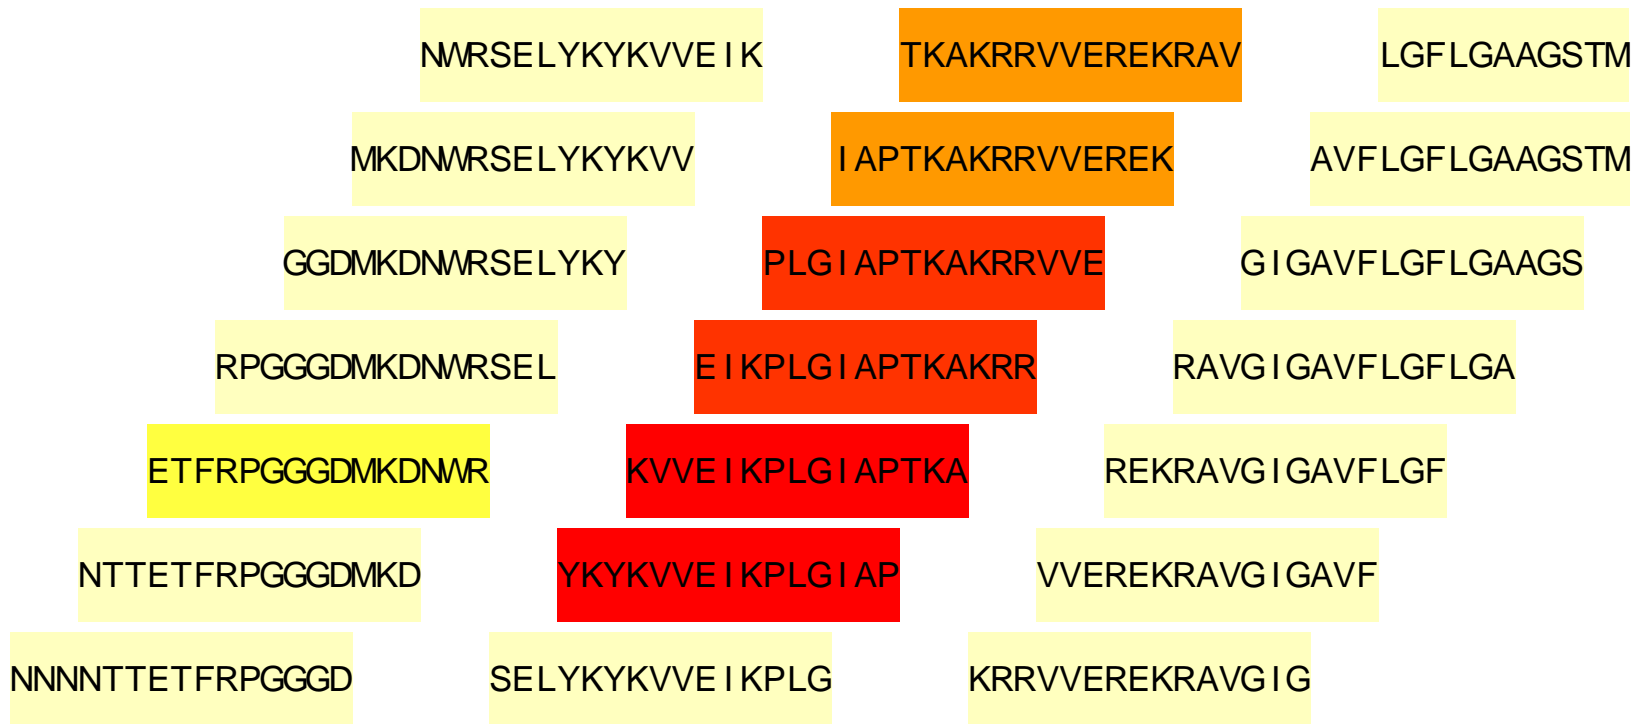 NWRSELYKYKVVEIK TKAKRRVVEREKRAV LGFLGAAGSTM
MKDNWRSELYKYKVV IAPTKAKRRVVEREK AVFLGFLGAAGSTM
GGDMKDNWRSELYKY PLGIAPTKAKRRVVE GIGAVFLGFLGAAGS
RPGGGDMKDNWRSEL EIKPLGIAPTKAKRR RAVGIGAVFLGFLGA
ETFRPGGGDMKDNWR KVVEIKPLGIAPTKA REKRAVGIGAVFLGF
NTTETFRPGGGDMKD YKYKVVEIKPLGIAP VVEREKRAVGIGAVF
NNNNTTETFRPGGGD SELYKYKVVEIKPLG KRRVVEREKRAVGIG